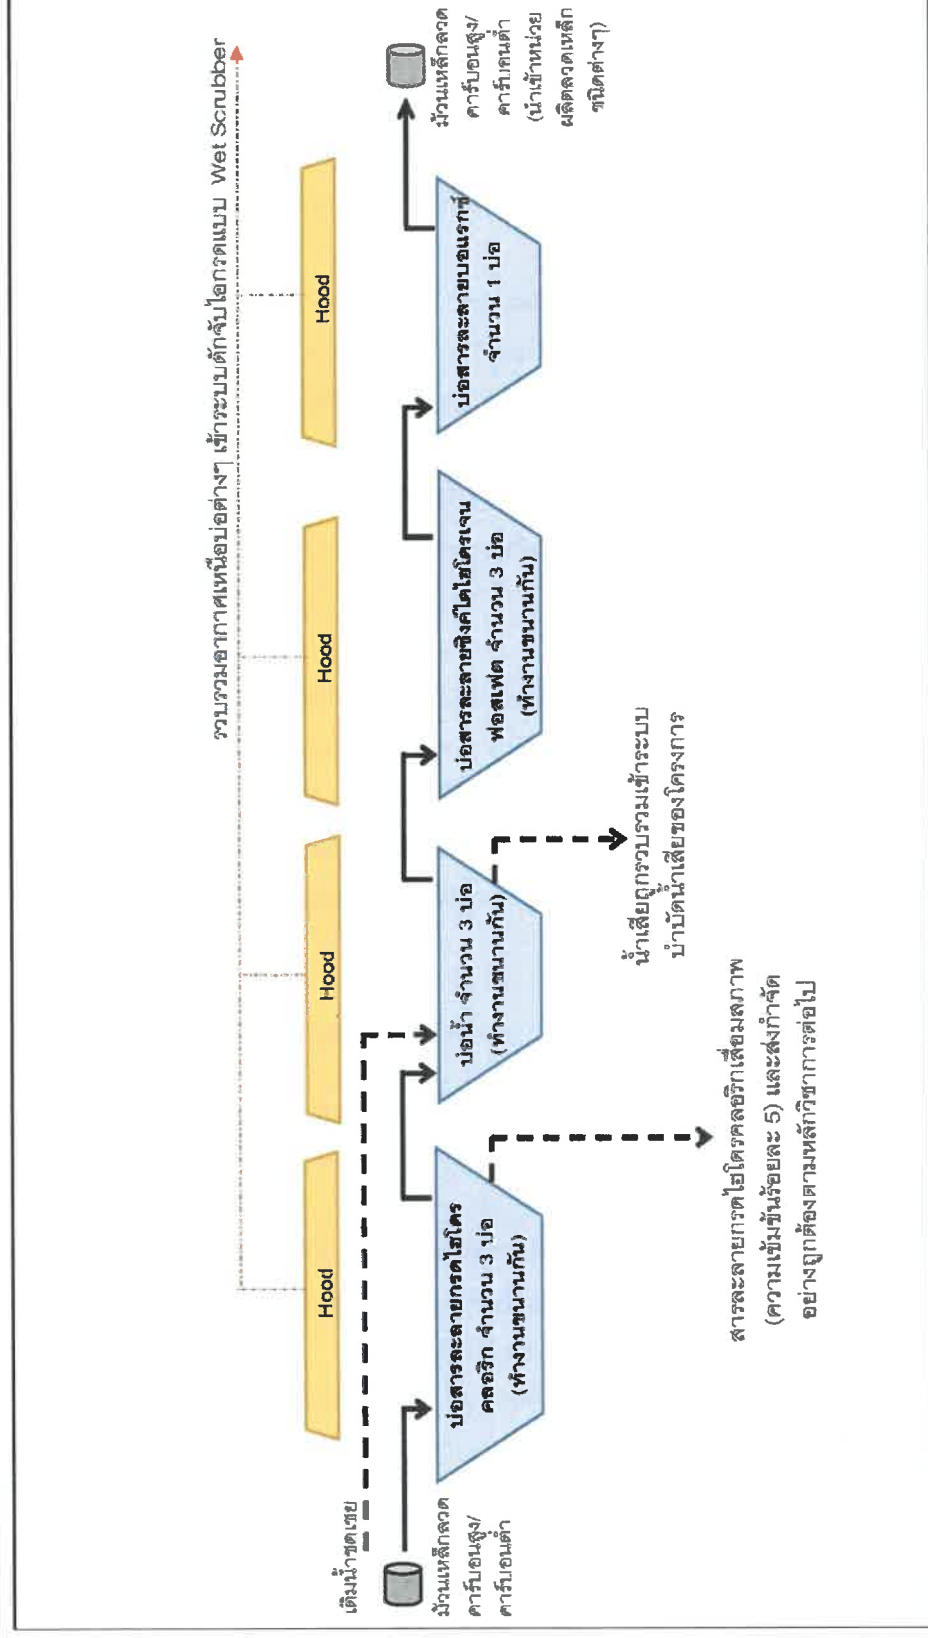 รวบรวมอากาศเหนือบ่อต่างๆ เข้าระบบดักจับไอกรดแบบ Wet Scrubber
Hood
Hood
Hood
Hood
เติมน้ำชดเชย
ม้วนเหล็กลวด
คาร์บอนสูง/
คาร์บอนต่ำ
บ่อสารละลายกรดไฮโดร
คลอริก จำนวน 3 บ่อ
(ทำงานขนานกัน)
บ่อน้ำ จำนวน 3 บ่อ
(ทำงานขนานกัน)
บ่อสารละลายซิงค์ไดไฮโดรเจน
ฟอสเฟต จำนวน 3 บ่อ
(ทำงานขนานกัน)
บ่อสารละลายบอแรกซ์
จำนวน 1 บ่อ
ม้วนเหล็กลวด
คาร์บอนสูง/
คาร์บอนต่ำ
(นำเข้าหน่วย
ผลิตลวดเหล็ก
ชนิดต่างๆ)
น้ำเสียถูกรวบรวมเข้าระบบ
บำบัดน้ำเสียของโครงการ
สารละลายกรดไฮโดรคลอริกเสื่อมสภาพ
(ความเข้มข้นร้อยละ 5) และส่งกำจัด
อย่างถูกต้องตามหลักวิชาการต่อไป